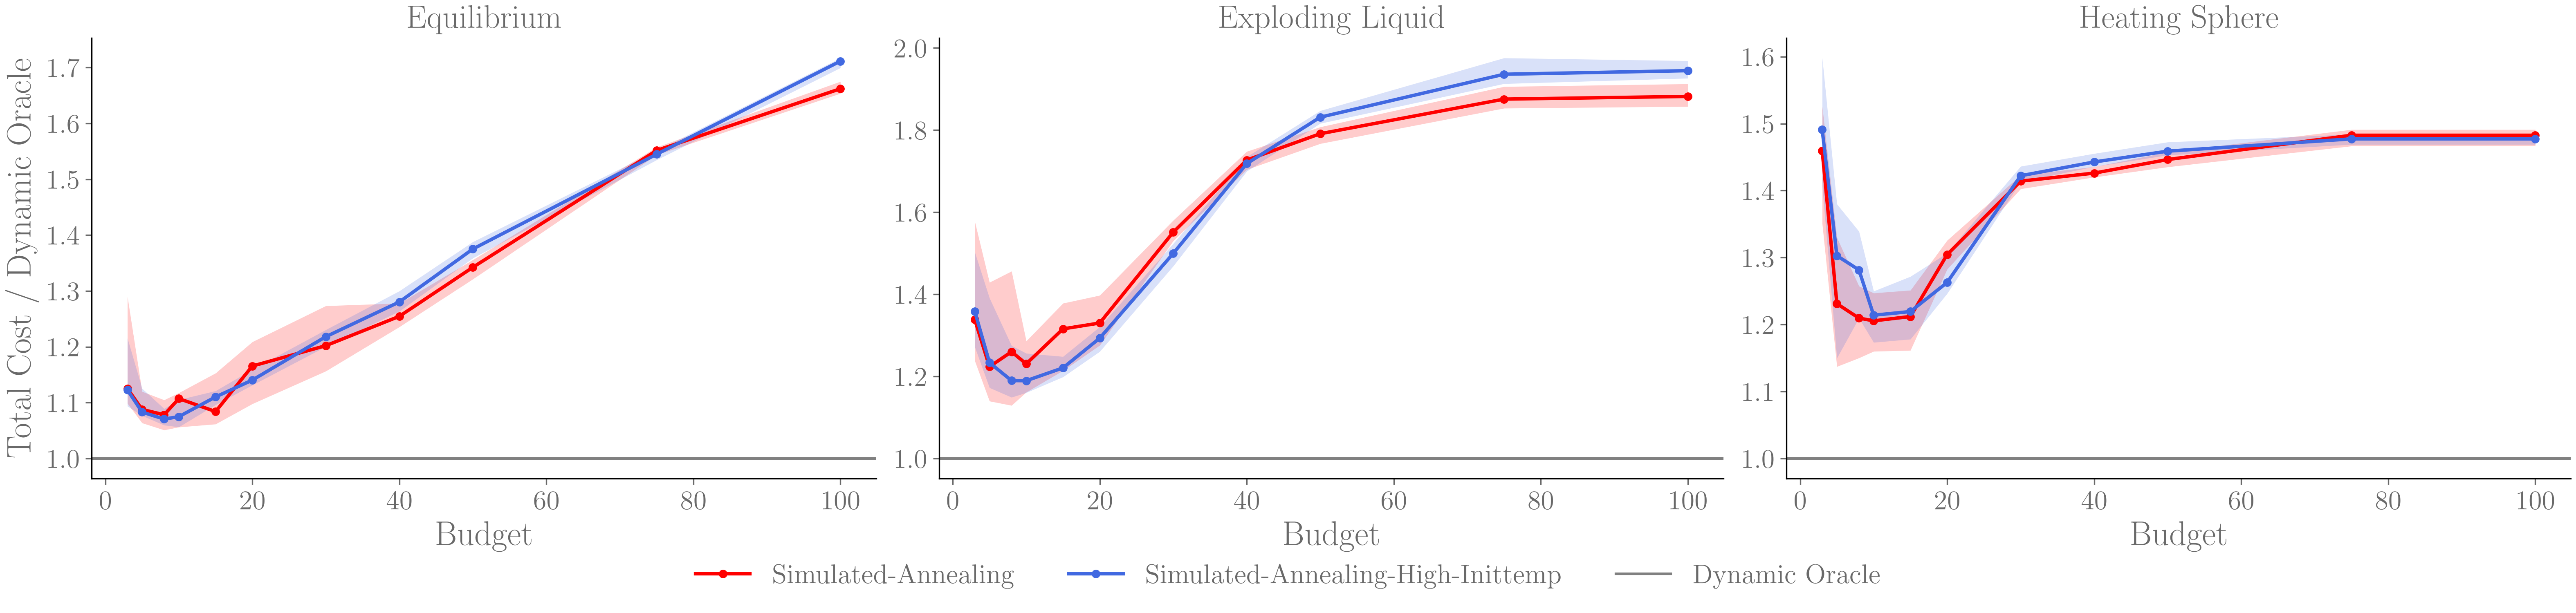 Equilibrium
Exploding Liquid
Heating Sphere
Total Cost / Dynamic Oracle
1.7
1.6
1.5
1.4
1.3
1.2
1.1
1.0
0 20 40 60 80 100
Budget
2.0
1.8
1.6
1.4
1.2
1.0
0 20 40 60 80 100
Budget
1.6
1.5
1.4
1.3
1.2
1.1
1.0
0 20 40 60 80 100
Budget
Simulated-Annealing Simulated-Annealing-High-Inittemp Dynamic Oracle